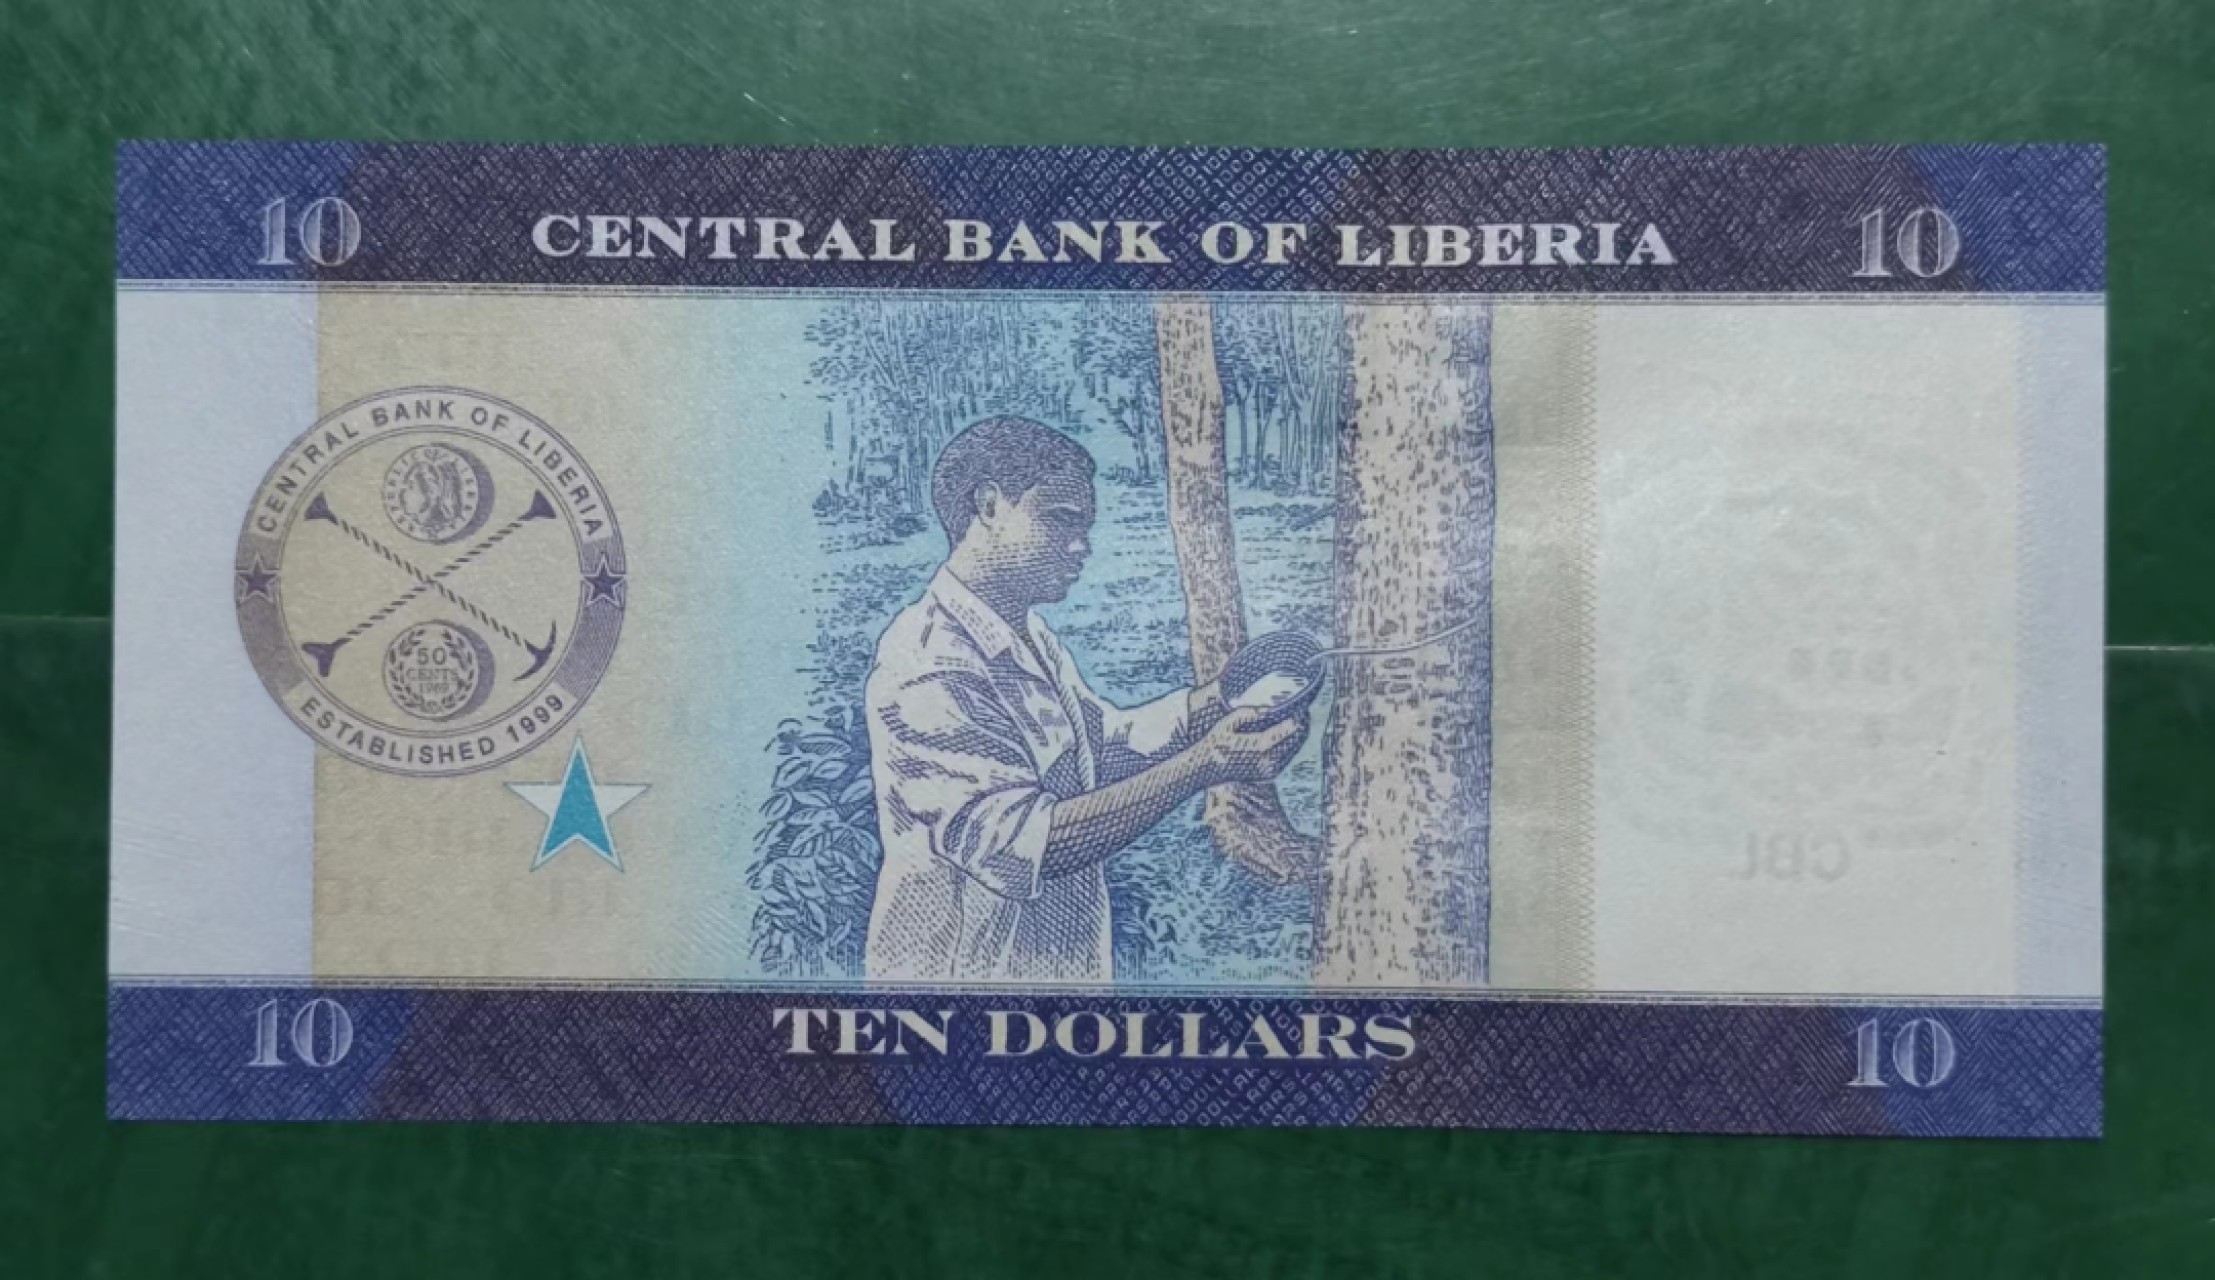 10 CENTRAL BANK OF LIBERIA 10
CENTRAL BANK OF LIBERIA
50
CENTS
ESTABLISHED 1999
CBL
10 TEN DOLLARS 10